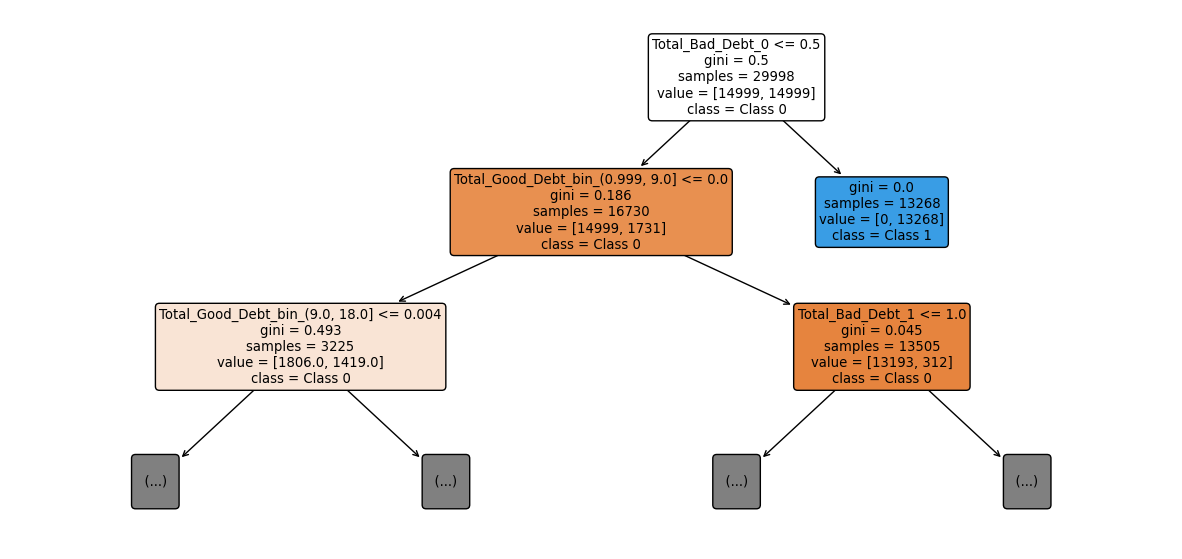 Total_Bad_Debt_0 <= 0.5
gini = 0.5
samples = 29998
value = [14999, 14999]
class = Class 0
Total_Good_Debt_bin_(0.999, 9.0] <= 0.0
gini = 0.186
samples = 16730
value = [14999, 1731]
class = Class 0
gini = 0.0
samples = 13268
value = [0, 13268]
class = Class 1
Total_Good_Debt_bin_(9.0, 18.0] <= 0.004
gini = 0.493
samples = 3225
value = [1806.0, 1419.0]
class = Class 0
Total_Bad_Debt_1 <= 1.0
gini = 0.045
samples = 13505
value = [13193, 312]
class = Class 0
(...)
(...)
(...)
(...)